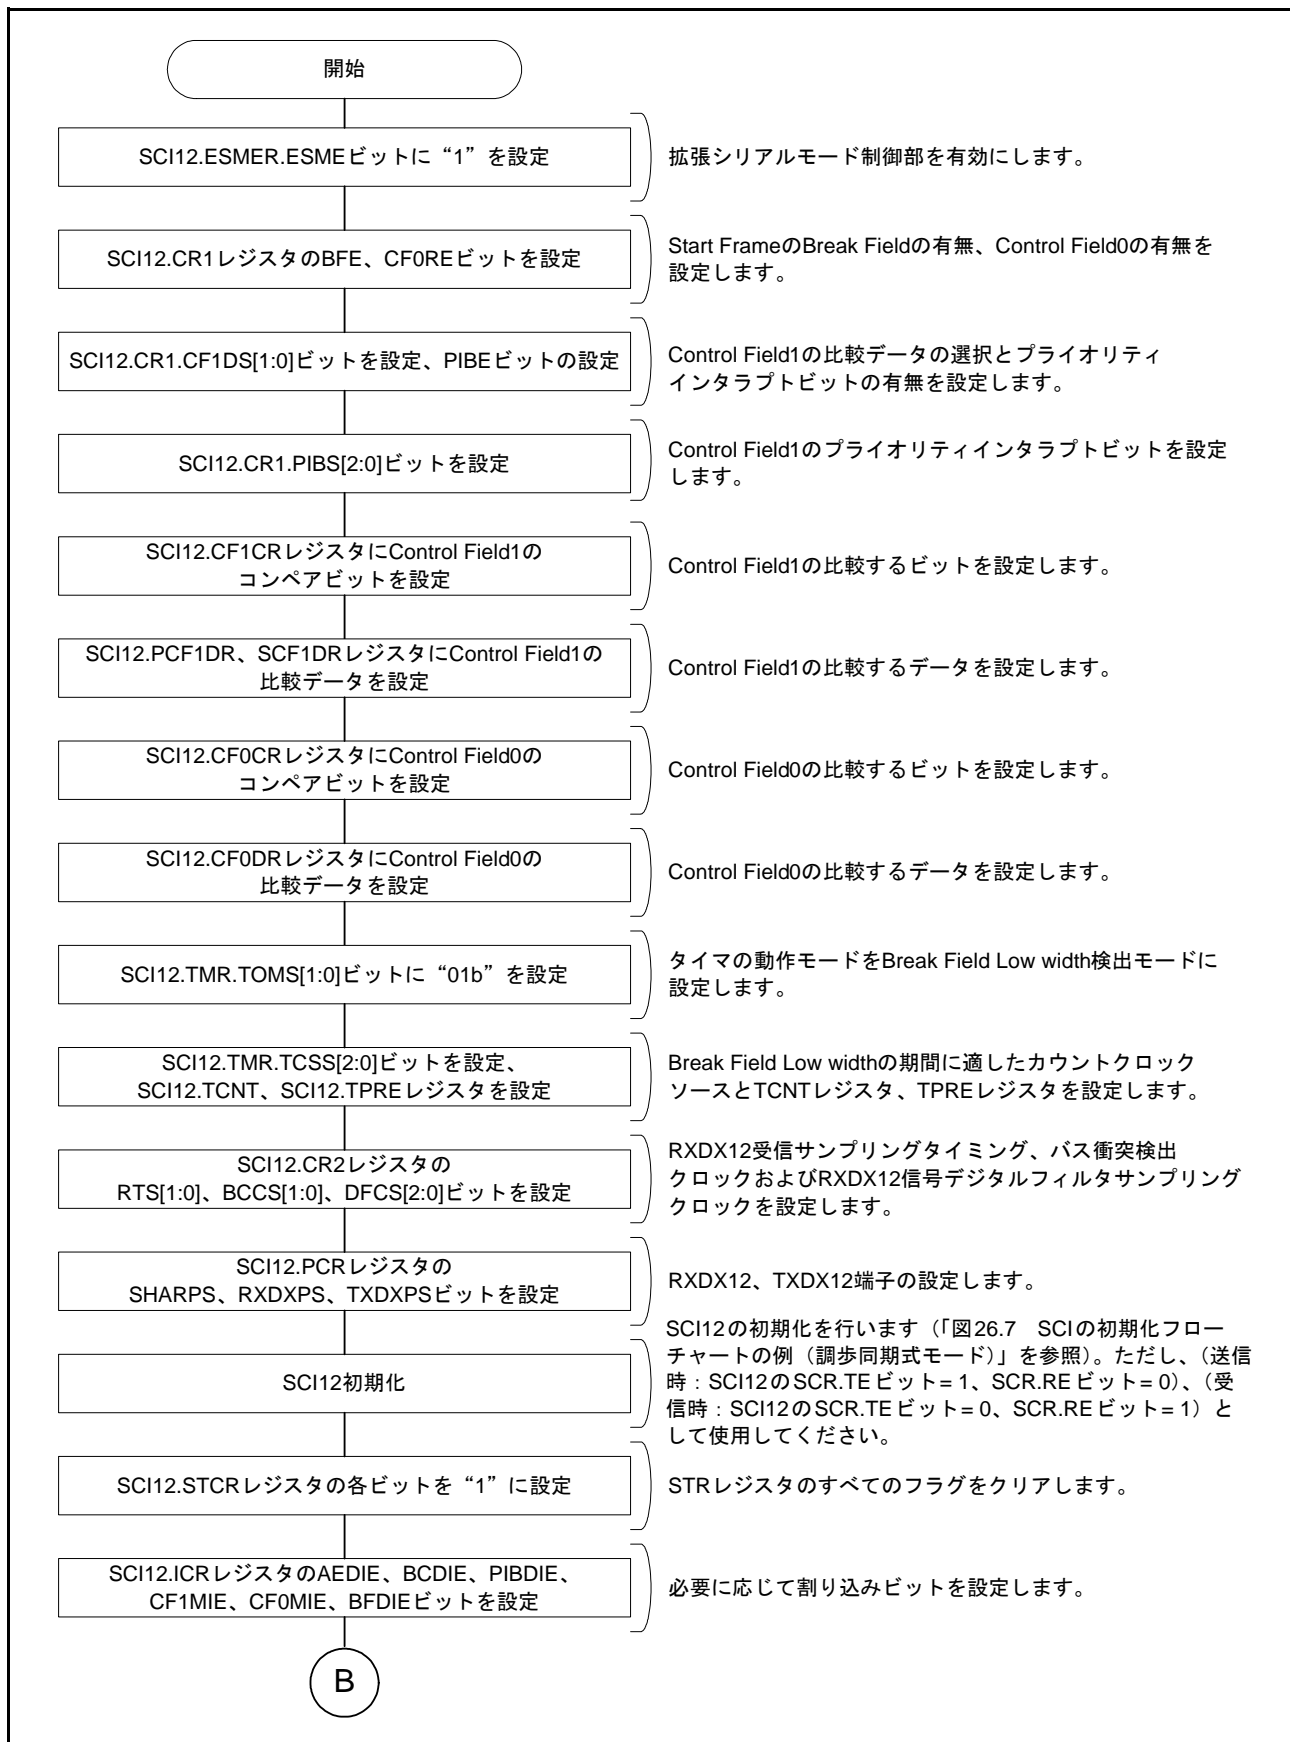 開始
SCI12.ESMER.ESMEビットに“1”を設定
拡張シリアルモード制御部を有効にします。
SCI12.CR1レジスタのBFE、CF0REビットを設定
Start FrameのBreak Fieldの有無、Control Field0の有無を
設定します。
SCI12.CR1.CF1DS[1:0]ビットを設定、PIBEビットの設定
Control Field1の比較データの選択とプライオリティ
インタラプトビットの有無を設定します。
SCI12.CR1.PIBS[2:0]ビットを設定
Control Field1のプライオリティインタラプトビットを設定
します。
SCI12.CF1CRレジスタにControl Field1の
コンペアビットを設定
Control Field1の比較するビットを設定します。
SCI12.PCF1DR、SCF1DRレジスタにControl Field1の
比較データを設定
Control Field1の比較するデータを設定します。
SCI12.CF0CRレジスタにControl Field0の
コンペアビットを設定
Control Field0の比較するビットを設定します。
SCI12.CF0DRレジスタにControl Field0の
比較データを設定
Control Field0の比較するデータを設定します。
SCI12.TMR.TOMS[1:0]ビットに“01b”を設定
タイマの動作モードをBreak Field Low width検出モードに
設定します。
SCI12.TMR.TCSS[2:0]ビットを設定、
SCI12.TCNT、SCI12.TPREレジスタを設定
Break Field Low widthの期間に適したカウントクロック
ソースとTCNTレジスタ、TPREレジスタを設定します。
SCI12.CR2レジスタの
RTS[1:0]、BCCS[1:0]、DFCS[2:0]ビットを設定
RXDX12受信サンプリングタイミング、バス衝突検出
クロックおよびRXDX12信号デジタルフィルタサンプリング
クロックを設定します。
SCI12.PCRレジスタの
SHARPS、RXDXPS、TXDXPSビットを設定
RXDX12、TXDX12端子の設定します。
SCI12初期化
SCI12の初期化を行います（「図26.7　SCIの初期化フロー
チャートの例（調歩同期式モード）」を参照）。ただし、（送信
時：SCI12のSCR.TEビット= 1、SCR.REビット= 0）、（受
信時：SCI12のSCR.TEビット= 0、SCR.REビット= 1）と
して使用してください。
SCI12.STCRレジスタの各ビットを“1”に設定
STRレジスタのすべてのフラグをクリアします。
SCI12.ICRレジスタのAEDIE、BCDIE、PIBDIE、
CF1MIE、CF0MIE、BFDIEビットを設定
必要に応じて割り込みビットを設定します。
B